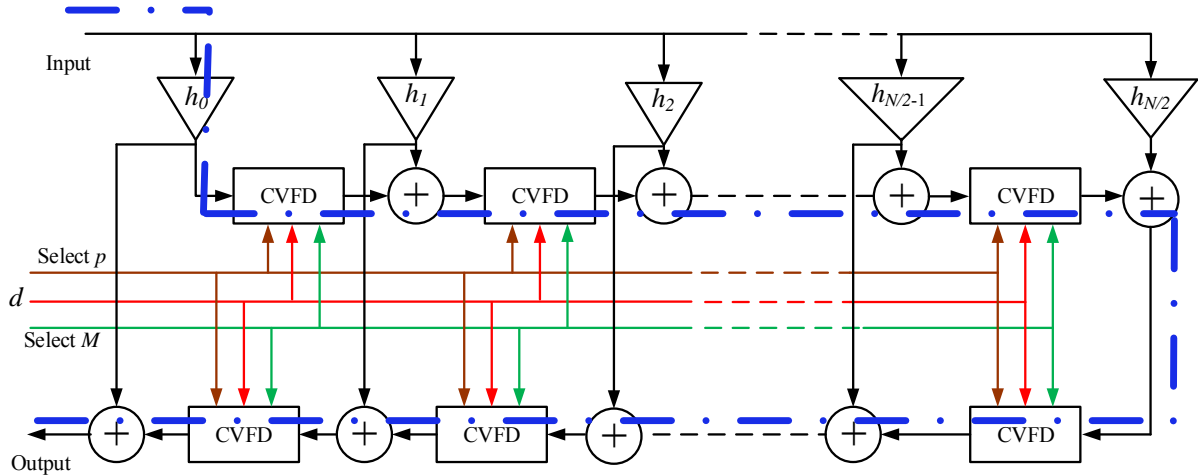 Input
h0 h1 h2 hN/2-1 hN/2
CVFD CVFD CVFD
+ + + +
Select p
d
Select M
+ CVFD + CVFD + + CVFD
Output